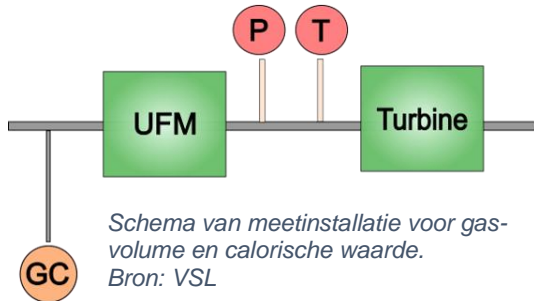 P T
UFM
Turbine
GC
Schema van meetinstallatie voor gas-
volume en calorische waarde.
Bron: VSL